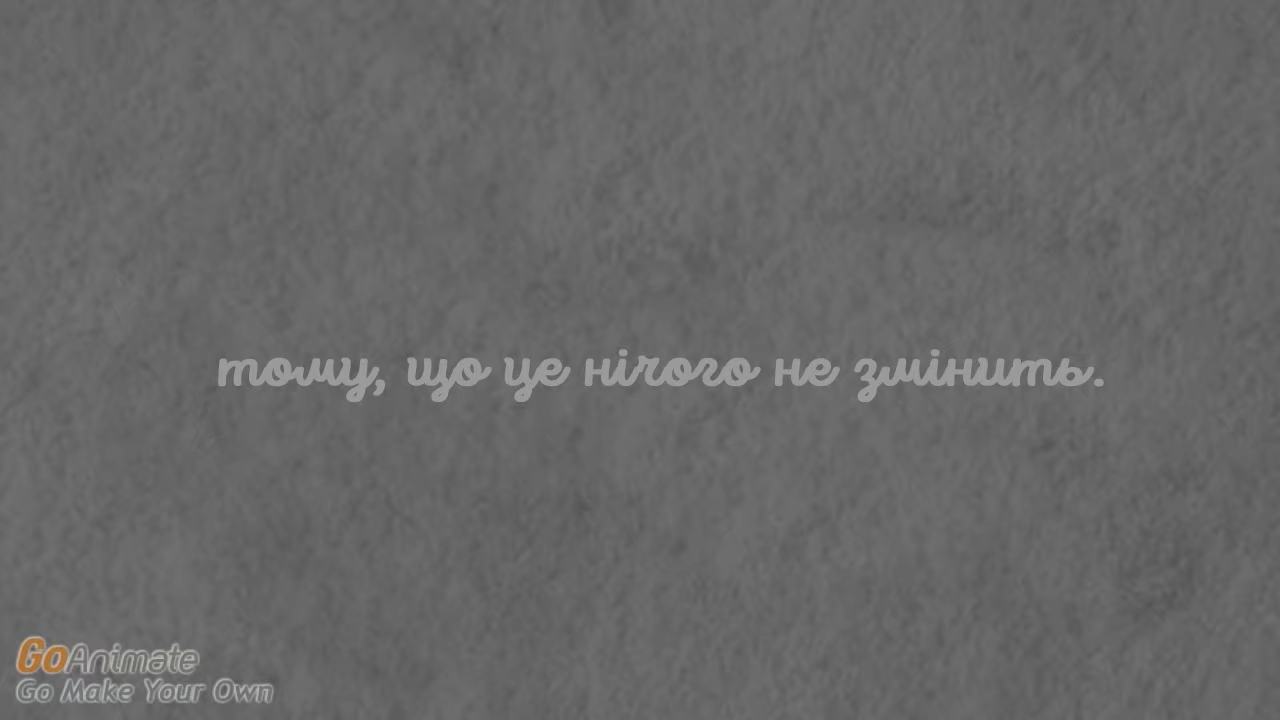 тому, що це нічого не змінить.
GoAnimate
Go Make Your Own